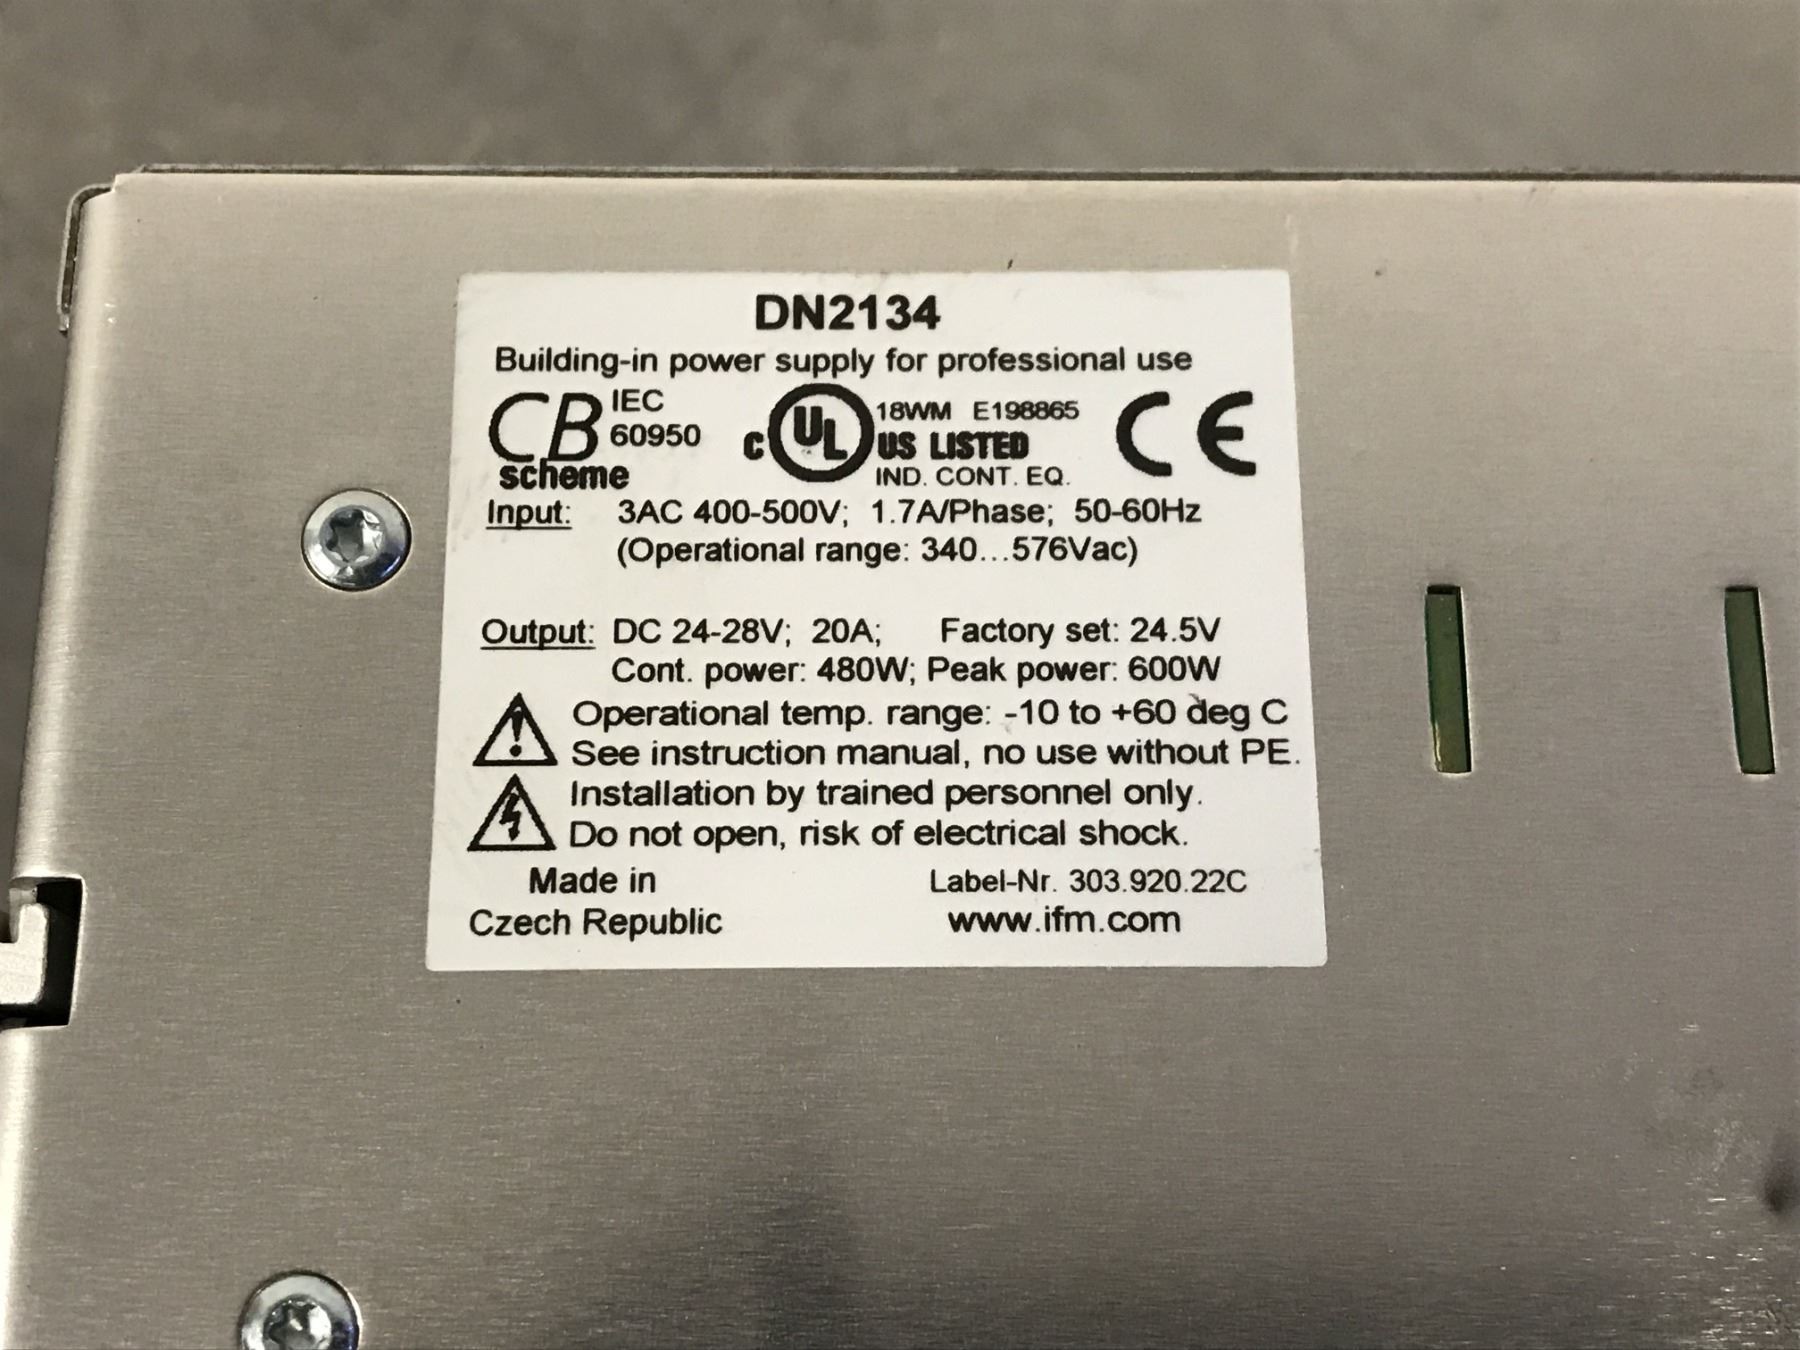 DN2134
Building-in power supply for professional use
CB IEC 60950 scheme
c UL US LISTED 18WM E198865 IND. CONT. EQ.
CE
Input: 3AC 400-500V; 1.7A/Phase; 50-60Hz
(Operational range: 340...576Vac)
Output: DC 24-28V; 20A; Factory set: 24.5V
Cont. power: 480W; Peak power: 600W
Operational temp. range: -10 to +60 deg C
See instruction manual, no use without PE.
Installation by trained personnel only.
Do not open, risk of electrical shock.
Made in Label-Nr. 303.920.22C
Czech Republic www.ifm.com